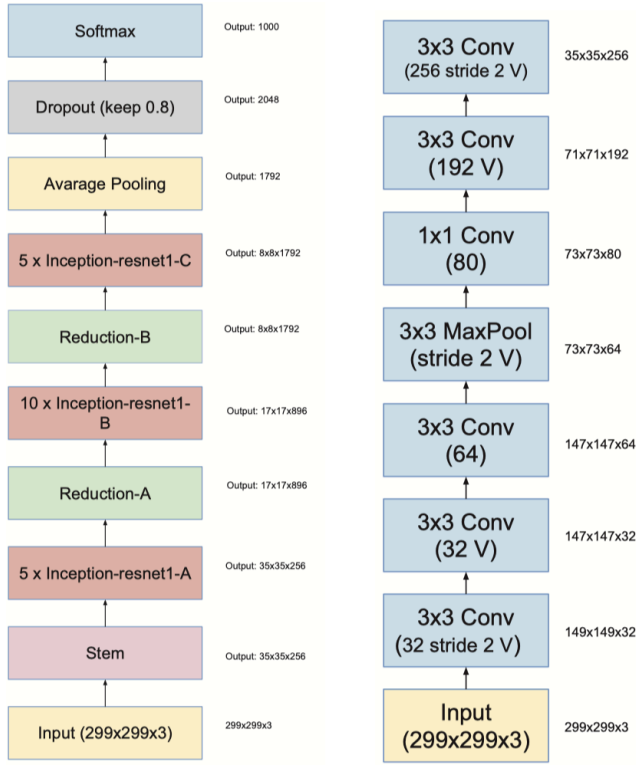 Softmax
Output: 1000
Dropout (keep 0.8)
Output: 2048
Avarage Pooling
Output: 1792
5 x Inception-resnet1-C
Output: 8x8x1792
Reduction-B
Output: 8x8x1792
10 x Inception-resnet1-
B
Output: 17x17x896
Reduction-A
Output: 17x17x896
5 x Inception-resnet1-A
Output: 35x35x256
Stem
Output: 35x35x256
Input (299x299x3)
299x299x3
3x3 Conv
(256 stride 2 V)
35x35x256
3x3 Conv
(192 V)
71x71x192
1x1 Conv
(80)
73x73x80
3x3 MaxPool
(stride 2 V)
73x73x64
3x3 Conv
(64)
147x147x64
3x3 Conv
(32 V)
147x147x32
3x3 Conv
(32 stride 2 V)
149x149x32
Input
(299x299x3)
299x299x3